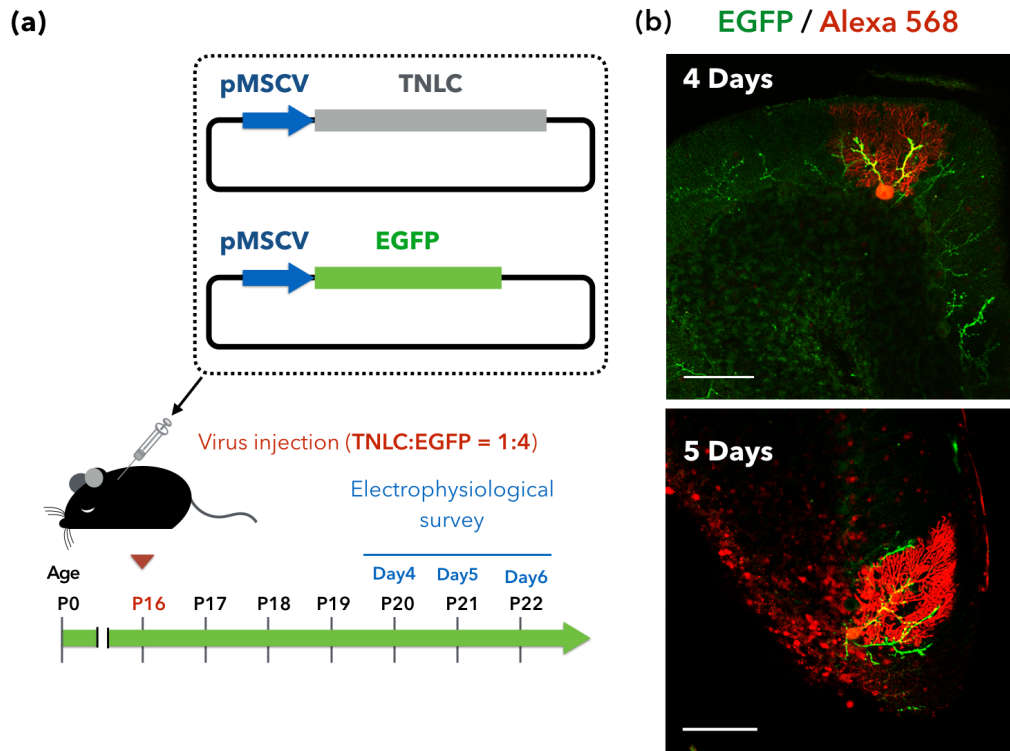 (a)
pMSCV TNLC
pMSCV EGFP
Virus injection (TNLC:EGFP = 1:4)
Electrophysiological
survey
Age Day4 Day5 Day6
P0 P16 P17 P18 P19 P20 P21 P22
(b) EGFP / Alexa 568
4 Days
5 Days